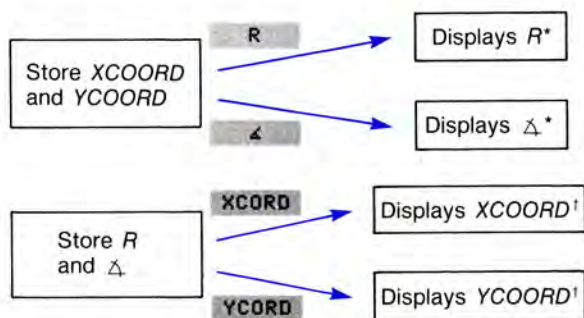 R
Displays R*
Store XCOORD
and YCOORD
∡
Displays ∡*
XCORD
Displays XCOORD†
Store R
and ∡
Displays YCOORD†
YCORD